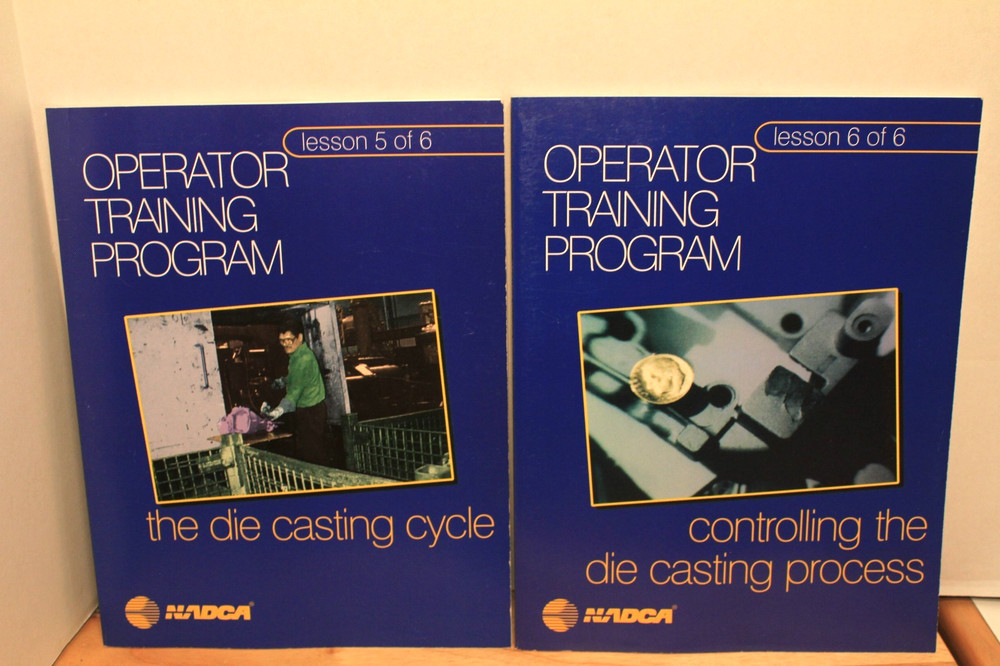 lesson 5 of 6
OPERATOR
TRAINING
PROGRAM
the die casting cycle
NADCA®
lesson 6 of 6
OPERATOR
TRAINING
PROGRAM
controlling the
die casting process
NADCA®